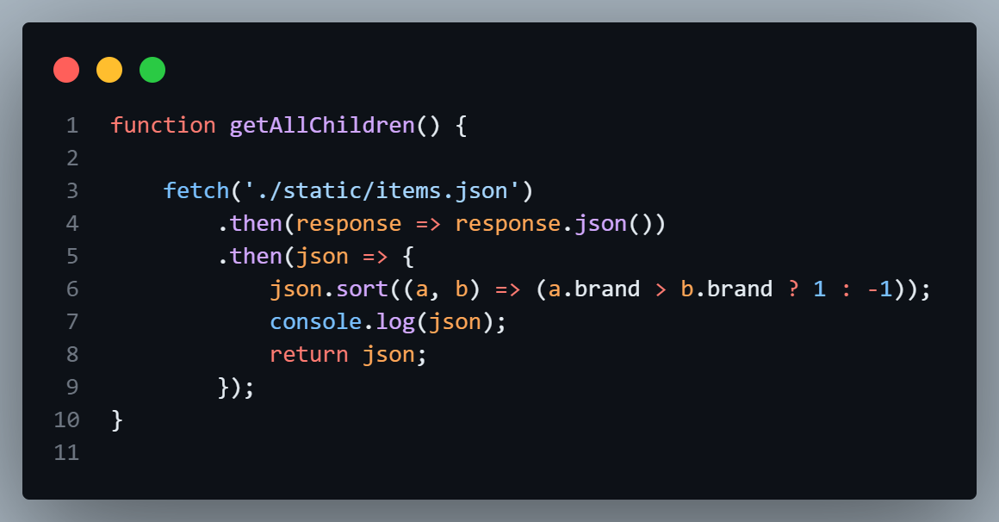 1 function getAllChildren() {
2
3     fetch('./static/items.json')
4         .then(response => response.json())
5         .then(json => {
6             json.sort((a, b) => (a.brand > b.brand ? 1 : -1));
7             console.log(json);
8             return json;
9         });
10 }
11